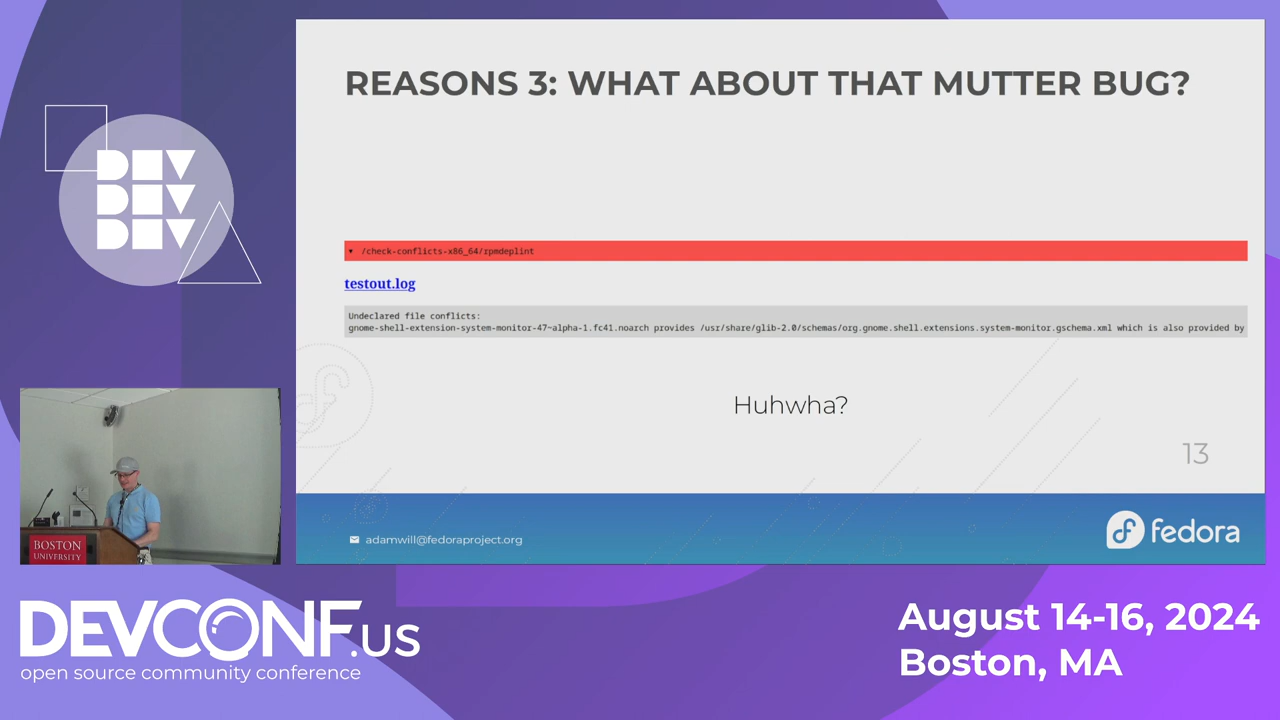 REASONS 3: WHAT ABOUT THAT MUTTER BUG?
▾ /check-conflicts-x86_64/rpmdeplint
testout.log
Undeclared file conflicts:
gnome-shell-extension-system-monitor-47~alpha-1.fc41.noarch provides /usr/share/glib-2.0/schemas/org.gnome.shell.extensions.system-monitor.gschema.xml which is also provided by
Huhwha?
13
adamwill@fedoraproject.org
fedora
DEV
DEV
DEV
BOSTON
UNIVERSITY
DEVCONF.US
open source community conference
August 14-16, 2024
Boston, MA